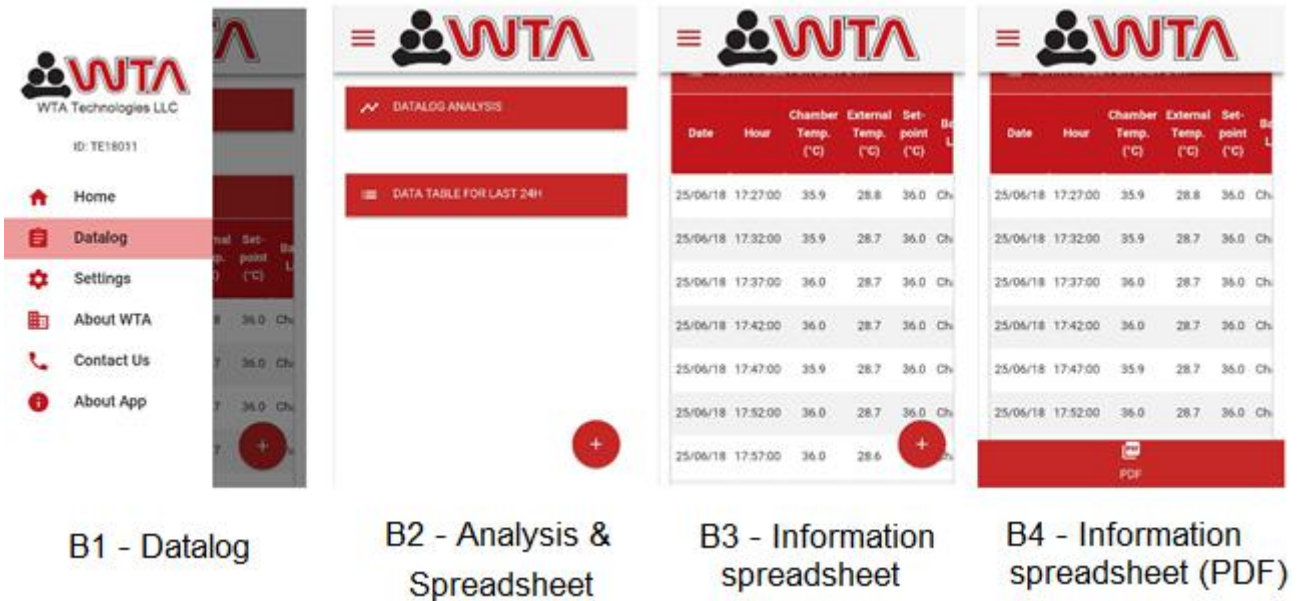 WTA
WTA Technologies LLC
ID: TE18011
Home
Datalog
Settings
About WTA
Contact Us
About App
Set-
point
(°C)
36.0
36.0
36.0
+
B1 - Datalog
WTA
DATALOG ANALYSIS
DATA TABLE FOR LAST 24H
+
B2 - Analysis &
Spreadsheet
WTA
Date Hour Chamber Temp. (°C) External Temp. (°C) Set-point (°C)
25/06/18 17:27:00 35.9 28.8 36.0
25/06/18 17:32:00 35.9 28.7 36.0
25/06/18 17:37:00 36.0 28.7 36.0
25/06/18 17:42:00 36.0 28.7 36.0
25/06/18 17:47:00 35.9 28.7 36.0
25/06/18 17:52:00 36.0 28.7 36.0
25/06/18 17:57:00 36.0 28.6
+
B3 - Information
spreadsheet
WTA
Date Hour Chamber Temp. (°C) External Temp. (°C) Set-point (°C)
25/06/18 17:27:00 35.9 28.8 36.0
25/06/18 17:32:00 35.9 28.7 36.0
25/06/18 17:37:00 36.0 28.7 36.0
25/06/18 17:42:00 36.0 28.7 36.0
25/06/18 17:47:00 35.9 28.7 36.0
25/06/18 17:52:00 36.0 28.7 36.0
PDF
B4 - Information
spreadsheet (PDF)